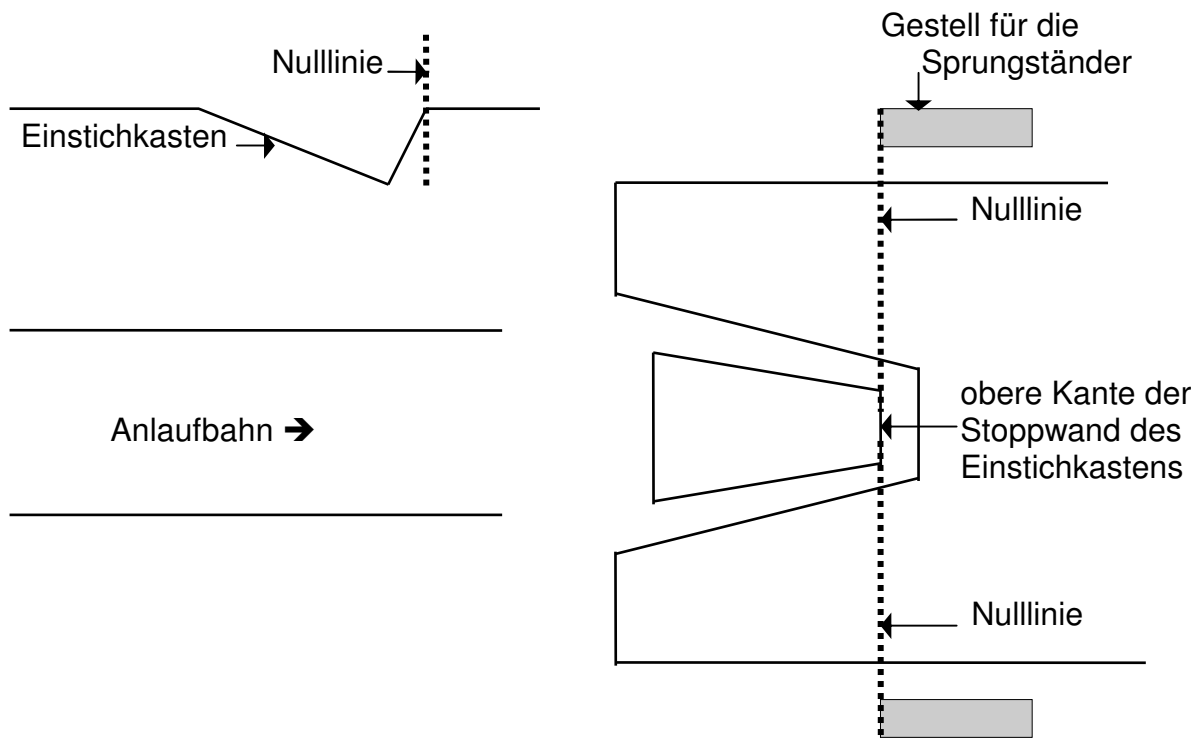 Gestell für die
Sprungständer
Nulllinie
Einstichkasten
Nulllinie
Anlaufbahn ➔
obere Kante der
Stoppwand des
Einstichkastens
Nulllinie